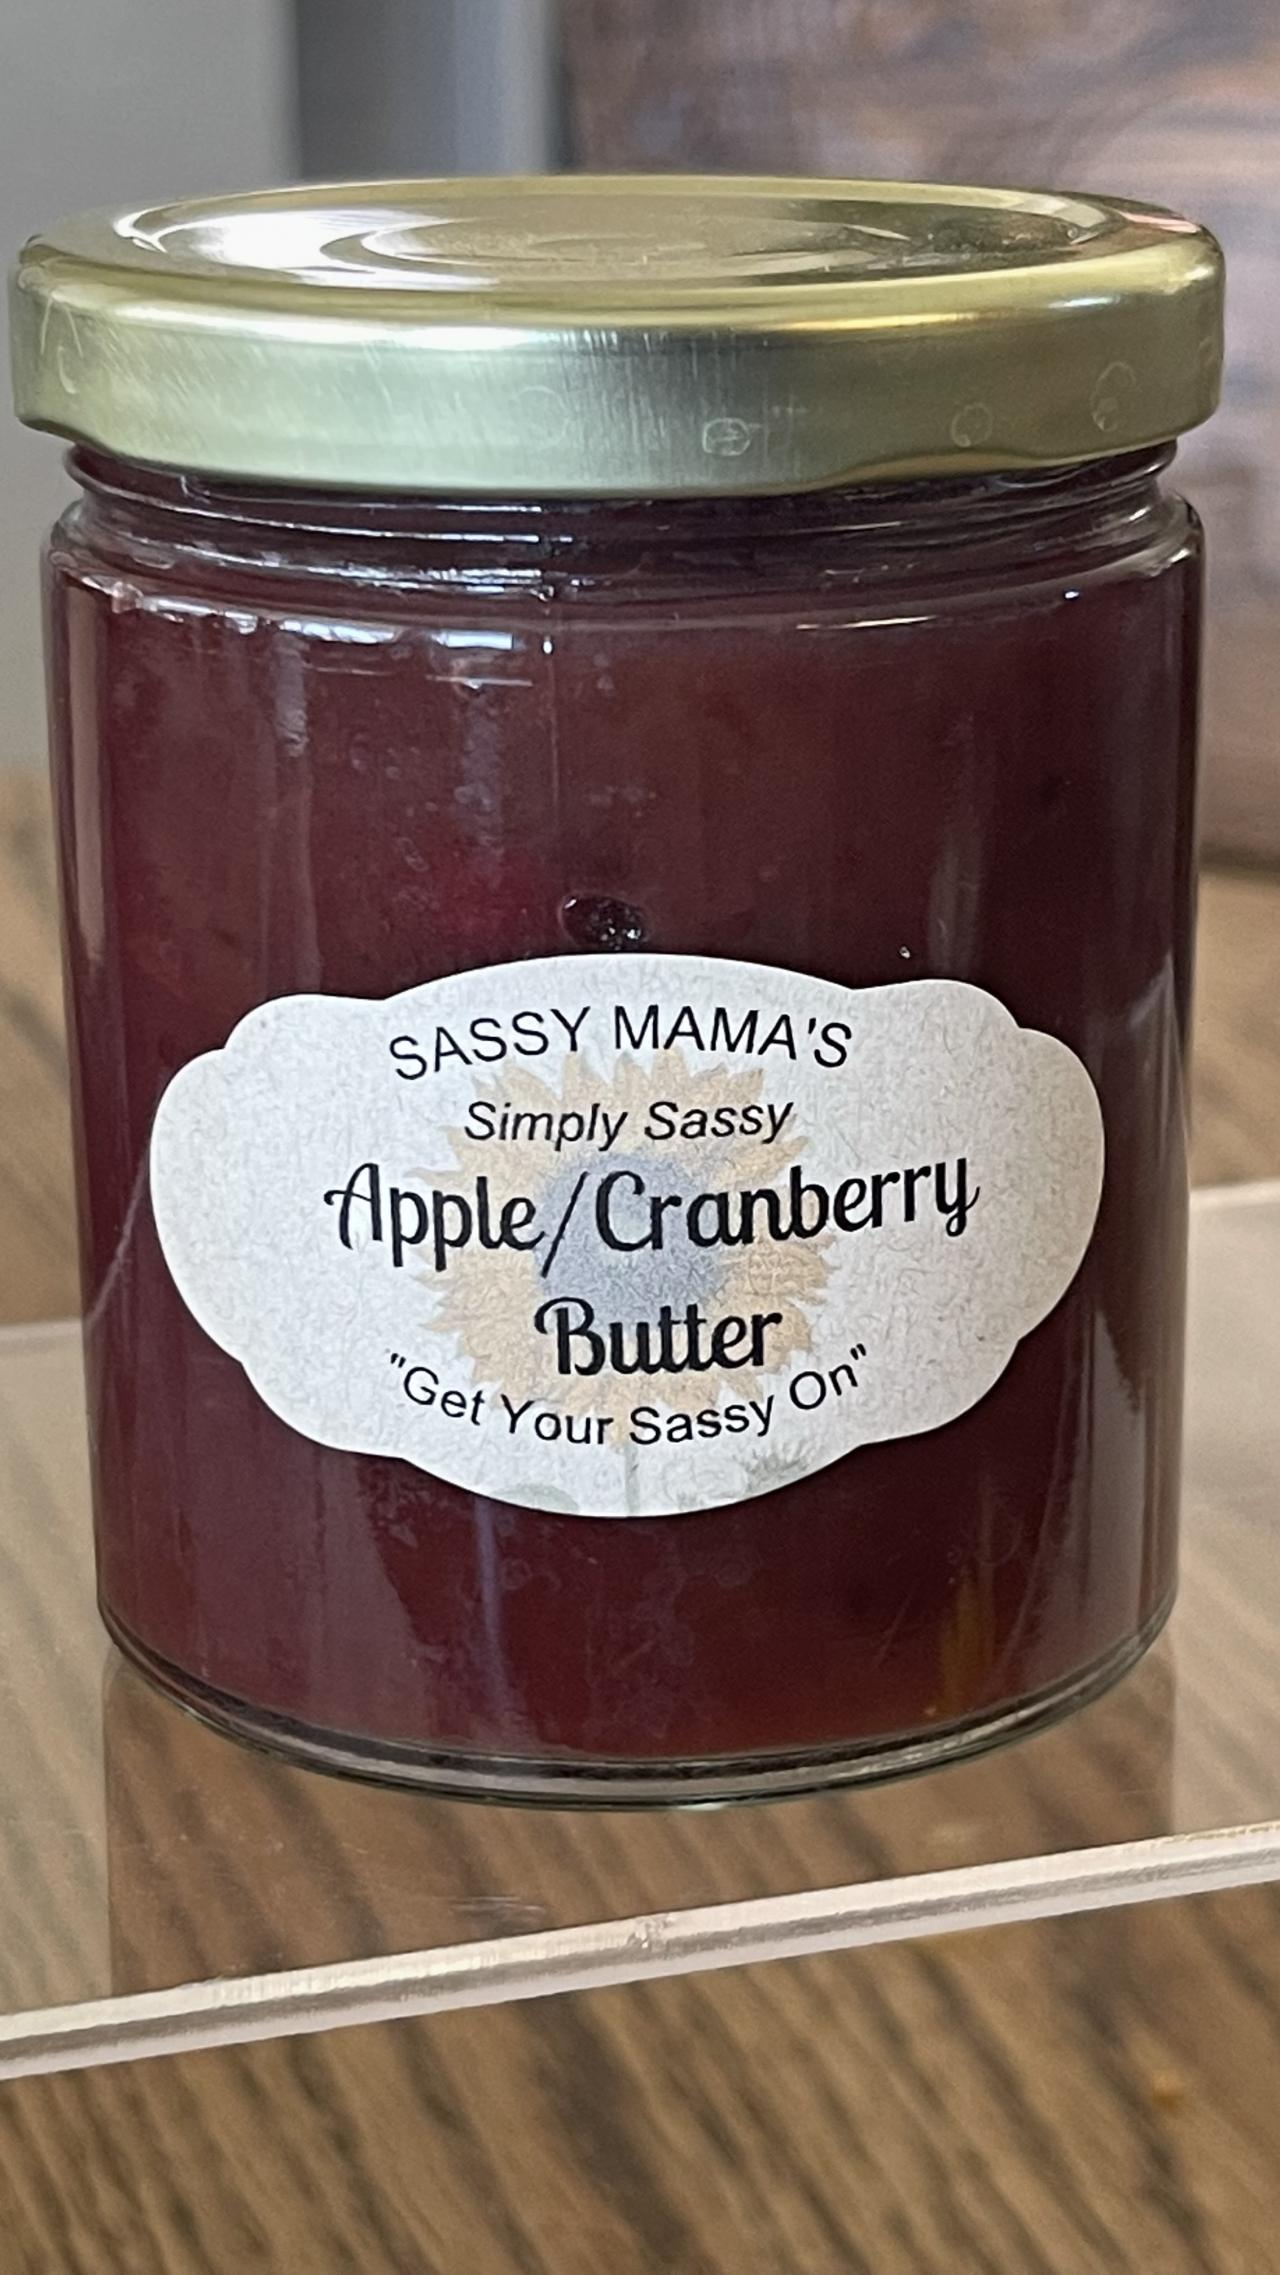 SASSY MAMA'S
Simply Sassy
Apple/Cranberry
Butter
"Get Your Sassy On"